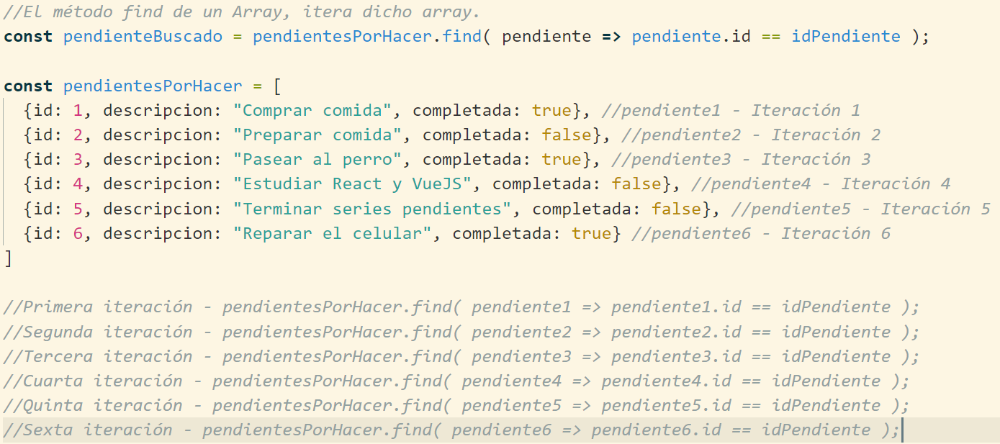 //El método find de un Array, itera dicho array.
const pendienteBuscado = pendientesPorHacer.find( pendiente => pendiente.id == idPendiente );

const pendientesPorHacer = [
  {id: 1, descripcion: "Comprar comida", completada: true}, //pendiente1 - Iteración 1
  {id: 2, descripcion: "Preparar comida", completada: false}, //pendiente2 - Iteración 2
  {id: 3, descripcion: "Pasear al perro", completada: true}, //pendiente3 - Iteración 3
  {id: 4, descripcion: "Estudiar React y VueJS", completada: false}, //pendiente4 - Iteración 4
  {id: 5, descripcion: "Terminar series pendientes", completada: false}, //pendiente5 - Iteración 5
  {id: 6, descripcion: "Reparar el celular", completada: true} //pendiente6 - Iteración 6
]

//Primera iteración - pendientesPorHacer.find( pendiente1 => pendiente1.id == idPendiente );
//Segunda iteración - pendientesPorHacer.find( pendiente2 => pendiente2.id == idPendiente );
//Tercera iteración - pendientesPorHacer.find( pendiente3 => pendiente3.id == idPendiente );
//Cuarta iteración - pendientesPorHacer.find( pendiente4 => pendiente4.id == idPendiente );
//Quinta iteración - pendientesPorHacer.find( pendiente5 => pendiente5.id == idPendiente );
//Sexta iteración - pendientesPorHacer.find( pendiente6 => pendiente6.id == idPendiente );